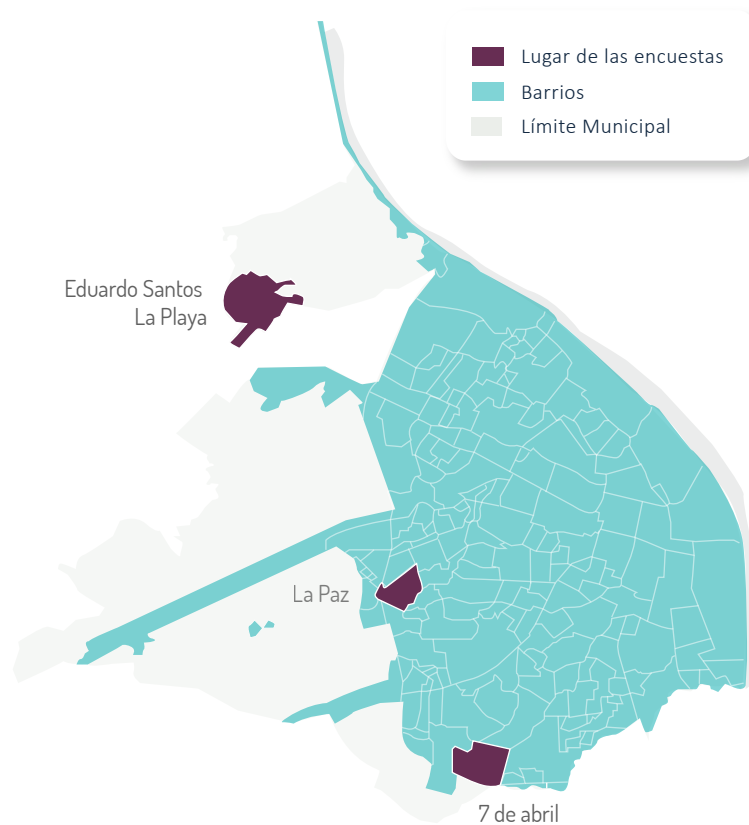 Lugar de las encuestas
Barrios
Límite Municipal
Eduardo Santos
La Playa
La Paz
7 de abril